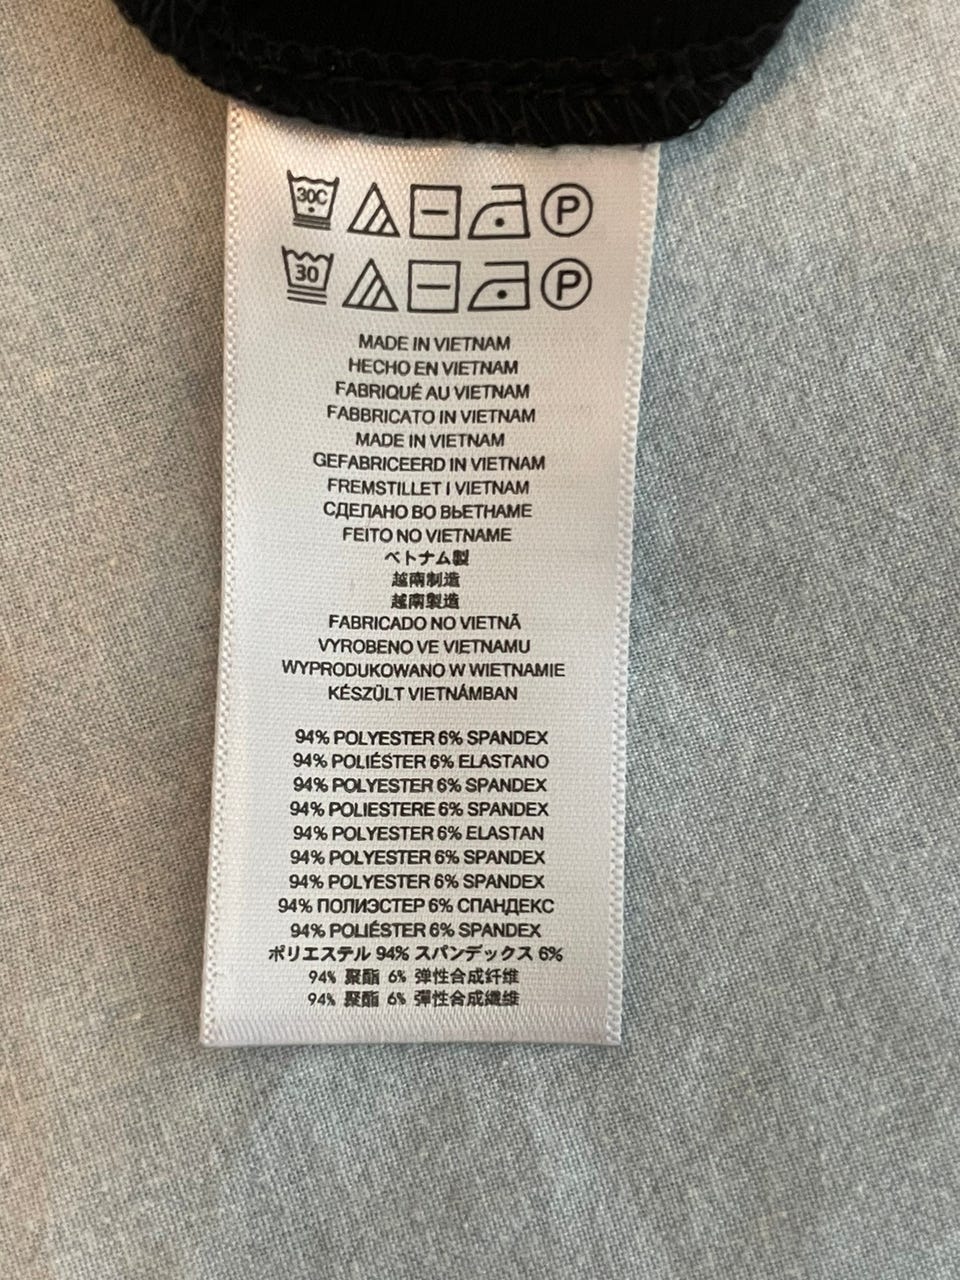 30C P
30 P
MADE IN VIETNAM
HECHO EN VIETNAM
FABRIQUÉ AU VIETNAM
FABBRICATO IN VIETNAM
MADE IN VIETNAM
GEFABRICEERD IN VIETNAM
FREMSTILLET I VIETNAM
СДЕЛАНО ВО ВЬЕТНАМЕ
FEITO NO VIETNAME
ベトナム製
越南制造
越南製造
FABRICADO NO VIETNÃ
VYROBENO VE VIETNAMU
WYPRODUKOWANO W WIETNAMIE
KÉSZÜLT VIETNÁMBAN
94% POLYESTER 6% SPANDEX
94% POLIÉSTER 6% ELASTANO
94% POLYESTER 6% SPANDEX
94% POLIESTERE 6% SPANDEX
94% POLYESTER 6% ELASTAN
94% POLYESTER 6% SPANDEX
94% POLYESTER 6% SPANDEX
94% ПОЛИЭСТЕР 6% СПАНДЕКС
94% POLIÉSTER 6% SPANDEX
ポリエステル 94% スパンデックス 6%
94% 聚酯 6% 弹性合成纤维
94% 聚酯 6% 彈性合成纖維